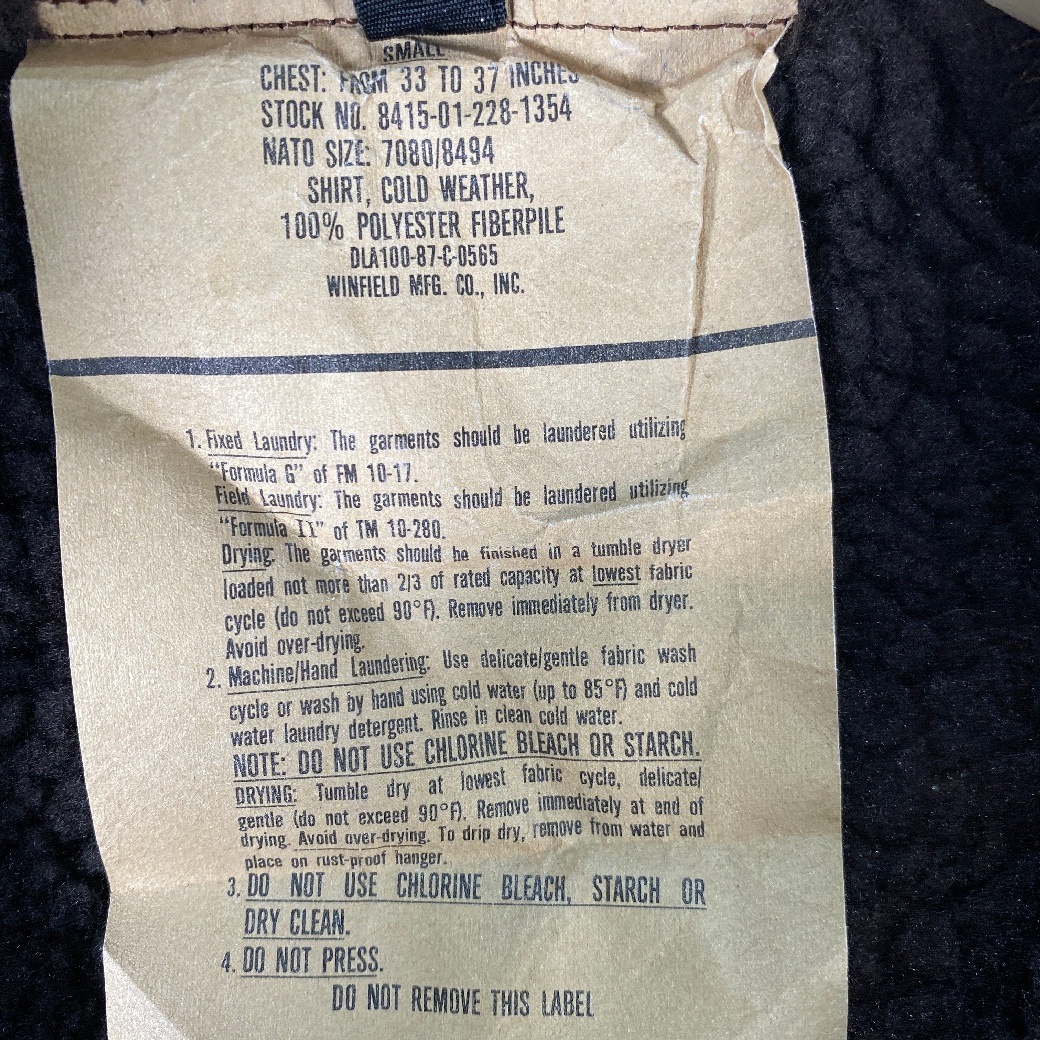 SMALL
CHEST: FROM 33 TO 37 INCHES
STOCK NO. 8415-01-228-1354
NATO SIZE: 7080/8494
SHIRT, COLD WEATHER,
100% POLYESTER FIBERPILE
DLA100-87-C-0565
WINFIELD MFG. CO., INC.
1. Fixed Laundry: The garments should be laundered utilizing
"Formula G" of FM 10-17.
Field Laundry: The garments should be laundered utilizing
"Formula II" of TM 10-280.
Drying: The garments should be finished in a tumble dryer
loaded not more than 2/3 of rated capacity at lowest fabric
cycle (do not exceed 90°F). Remove immediately from dryer.
Avoid over-drying.
2. Machine/Hand Laundering: Use delicate/gentle fabric wash
cycle or wash by hand using cold water (up to 85°F) and cold
water laundry detergent. Rinse in clean cold water.
NOTE: DO NOT USE CHLORINE BLEACH OR STARCH.
DRYING: Tumble dry at lowest fabric cycle, delicate/
gentle (do not exceed 90°F). Remove immediately at end of
drying. Avoid over-drying. To drip dry, remove from water and
place on rust-proof hanger.
3. DO NOT USE CHLORINE BLEACH, STARCH OR
DRY CLEAN.
4. DO NOT PRESS.
DO NOT REMOVE THIS LABEL